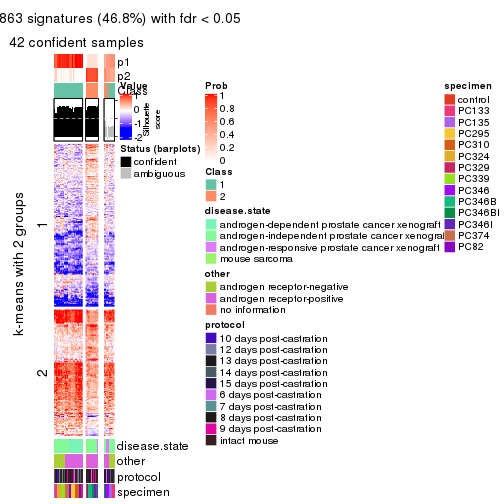 863 signatures (46.8%) with fdr < 0.05
42 confident samples
p1
p2
Class
Value
1
0
-1
-2
Silhouette
score
Status (barplots)
confident
ambiguous
k-means with 2 groups
1
2
disease.state
other
protocol
specimen
Prob
1
0.8
0.6
0.4
0.2
0
Class
1
2
disease.state
androgen-dependent prostate cancer xenograft
androgen-independent prostate cancer xenograft
androgen-responsive prostate cancer xenograft
mouse sarcoma
other
androgen receptor-negative
androgen receptor-positive
no information
protocol
10 days post-castration
12 days post-castration
13 days post-castration
14 days post-castration
15 days post-castration
6 days post-castration
7 days post-castration
8 days post-castration
9 days post-castration
intact mouse
specimen
control
PC133
PC135
PC295
PC310
PC324
PC329
PC339
PC346
PC346B
PC346BI
PC346I
PC374
PC82